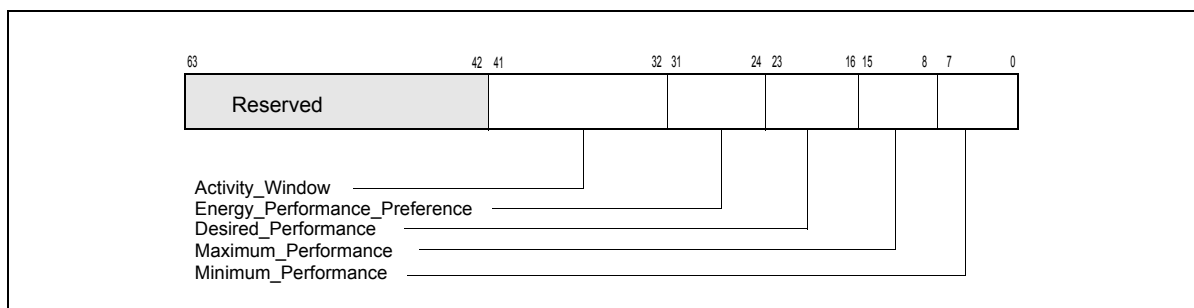 63 42 41 32 31 24 23 16 15 8 7 0
Reserved
Activity_Window
Energy_Performance_Preference
Desired_Performance
Maximum_Performance
Minimum_Performance